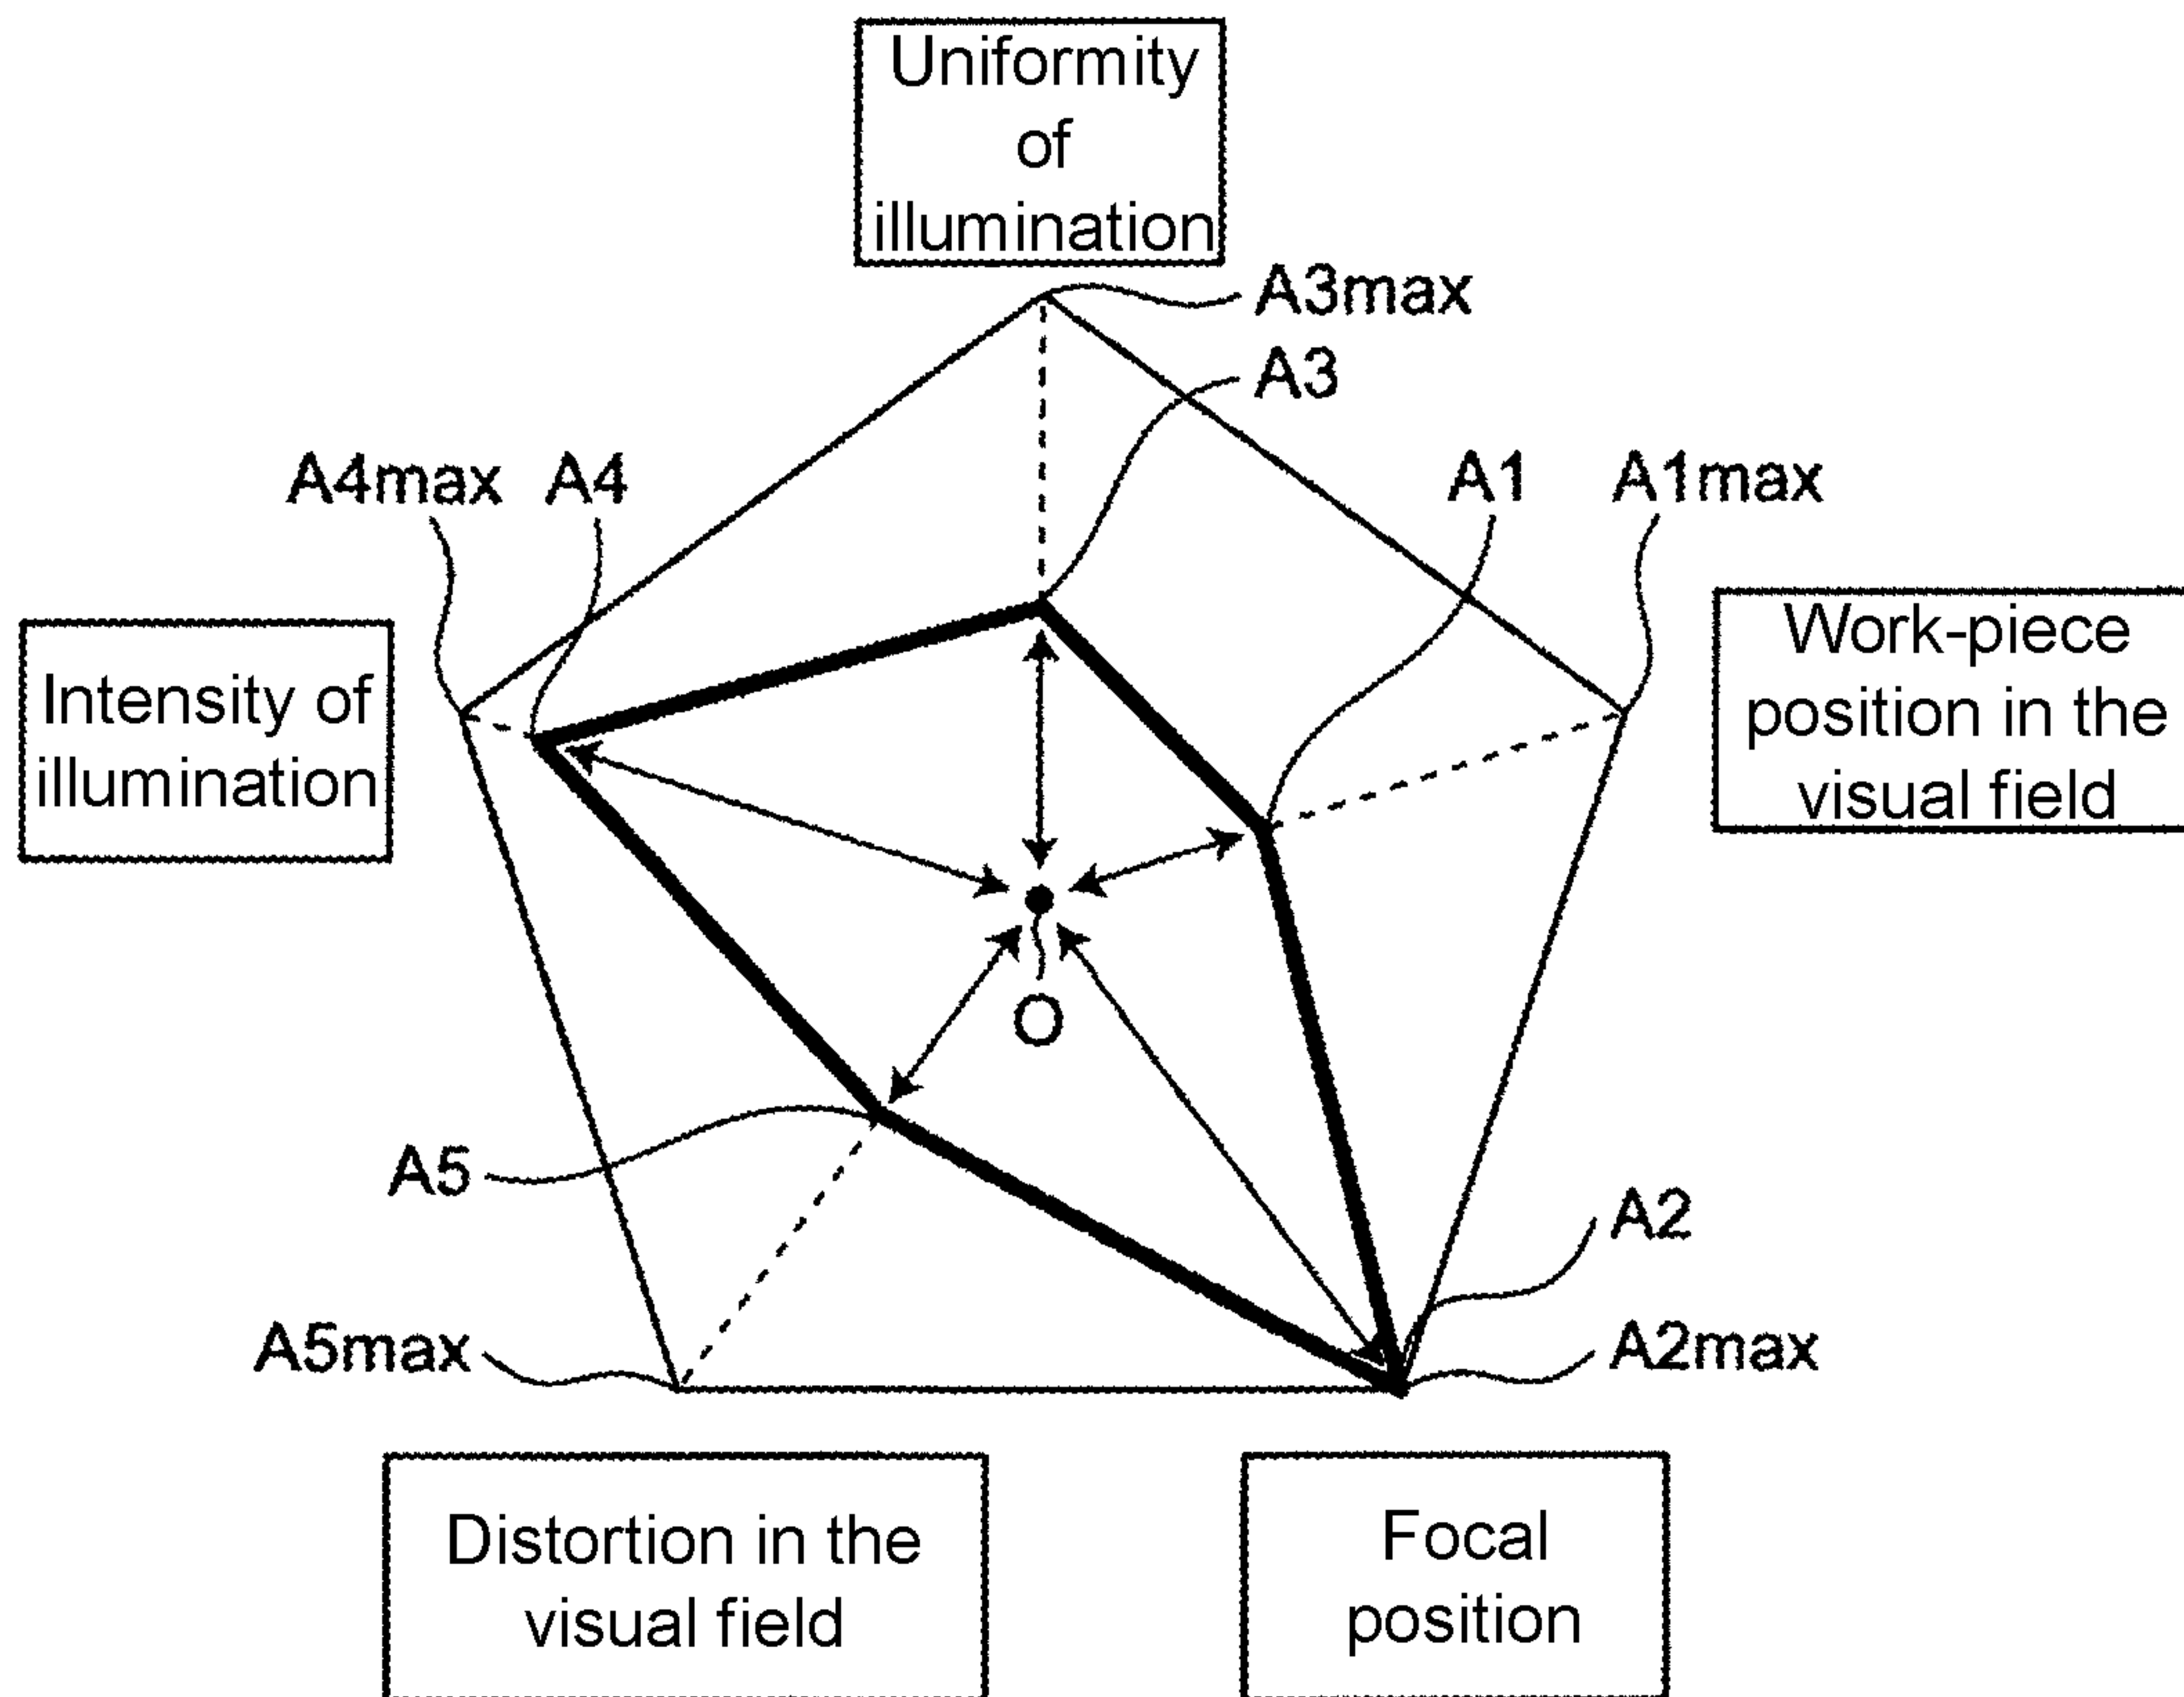 Uniformity
of
illumination
A3max
A3
A4max
A4
A1
A1max
Intensity of
illumination
Work-piece
position in the
visual field
O
A5
A2
A5max
A2max
Distortion in the
visual field
Focal
position